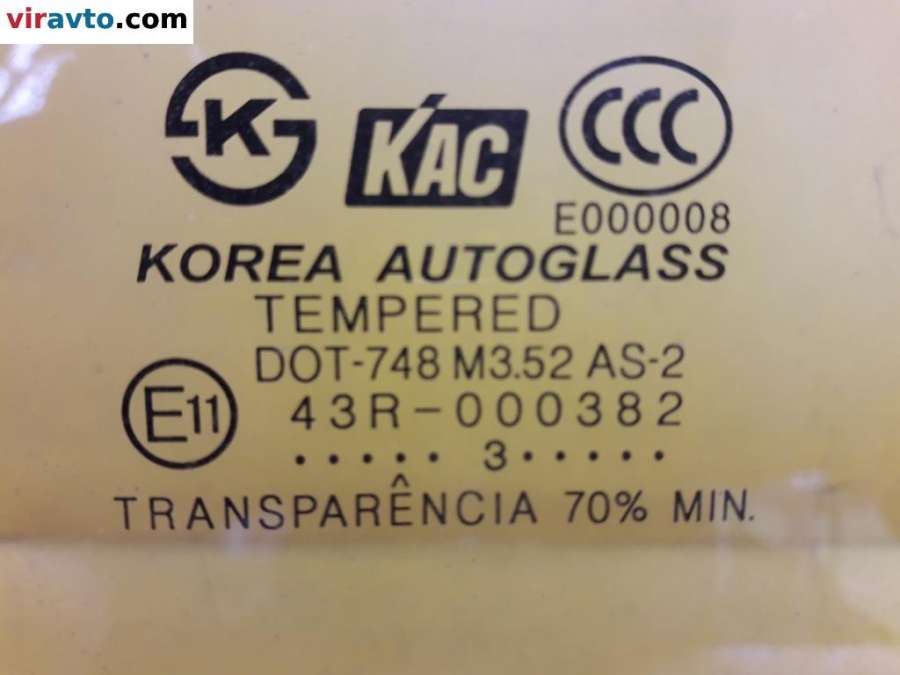 viravto.com
K
KAC
CCC
E000008
KOREA AUTOGLASS
TEMPERED
DOT-748 M3.52 AS-2
E11
43R-000382
..... 3.....
TRANSPARÊNCIA 70% MIN.